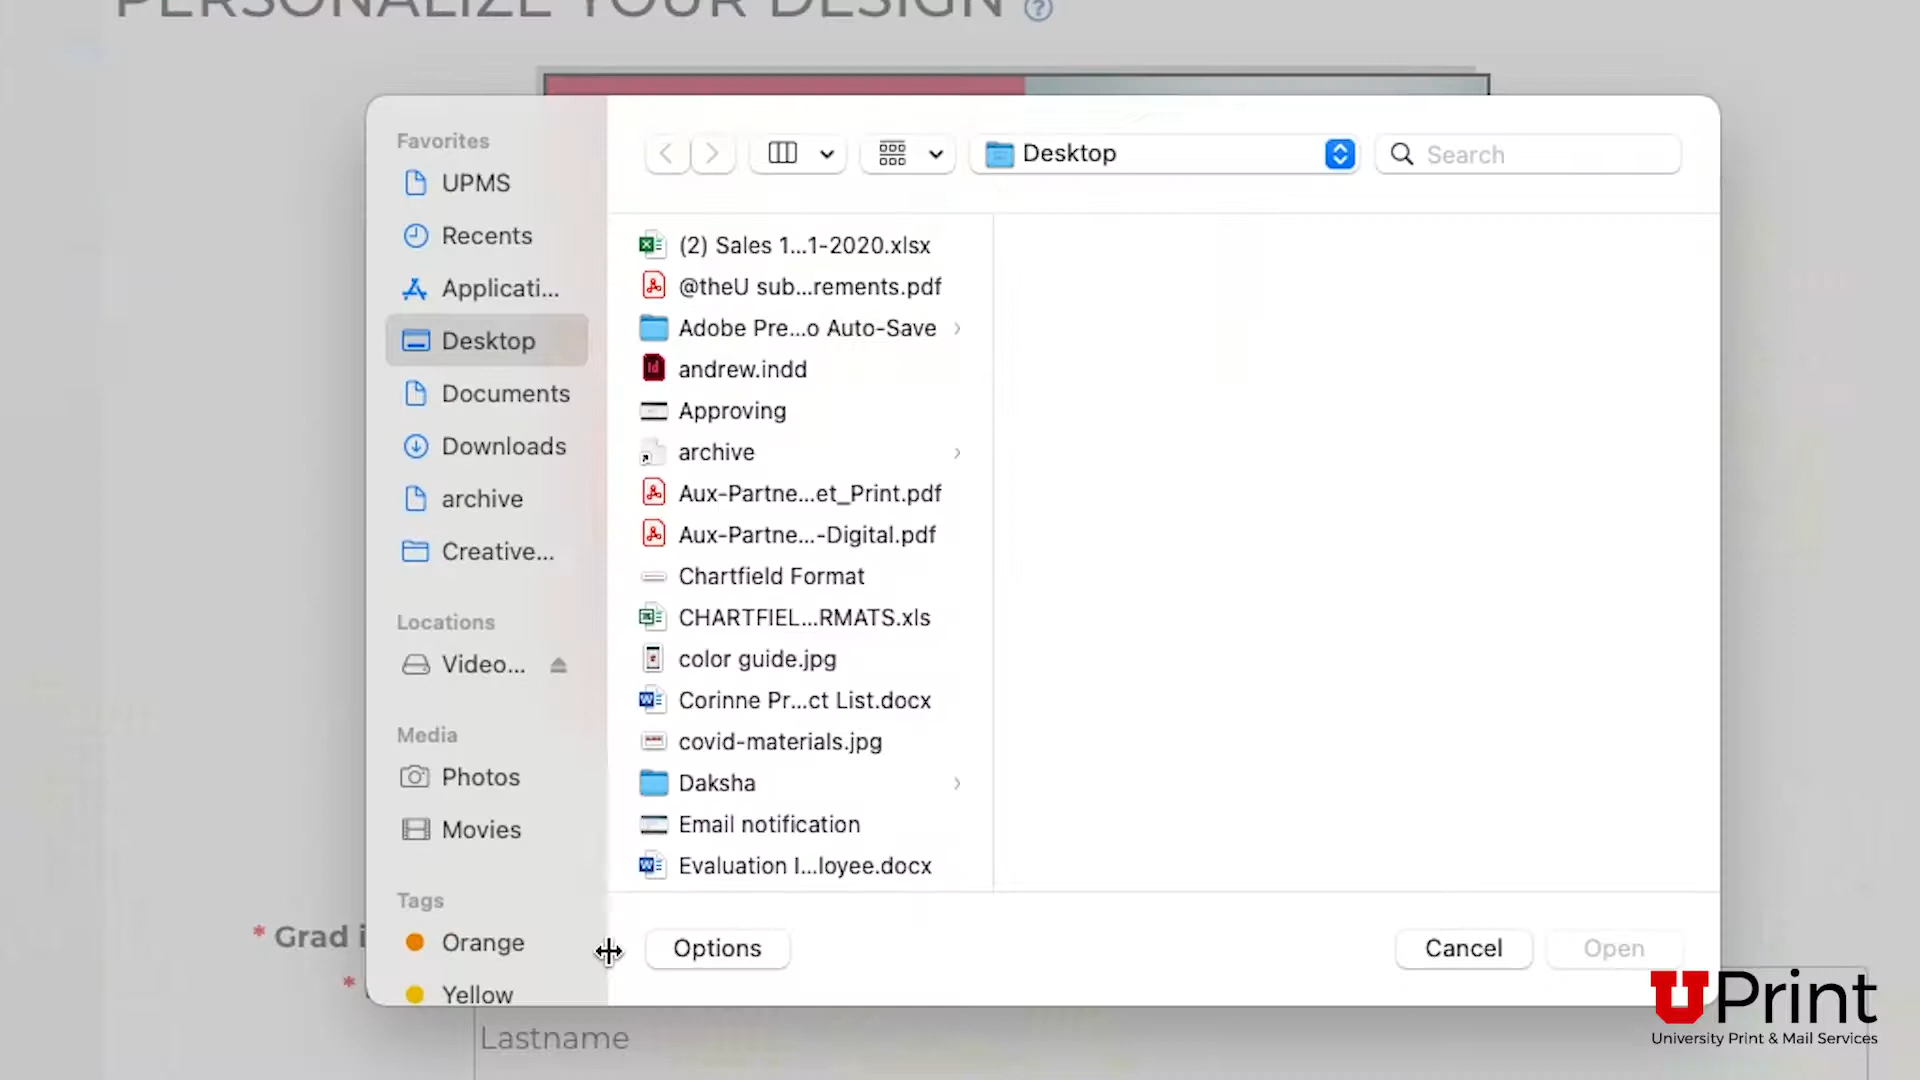 PERSONALIZE YOUR DESIGN ?
Favorites
UPMS
Recents
Applicati...
Desktop
Documents
Downloads
archive
Creative...
Locations
Video...
Media
Photos
Movies
Tags
Orange
Yellow
Desktop
Search
(2) Sales 1...1-2020.xlsx
@theU sub...rements.pdf
Adobe Pre...o Auto-Save
andrew.indd
Approving
archive
Aux-Partne...et_Print.pdf
Aux-Partne...-Digital.pdf
Chartfield Format
CHARTFIEL...RMATS.xls
color guide.jpg
Corinne Pr...ct List.docx
covid-materials.jpg
Daksha
Email notification
Evaluation I...loyee.docx
Options
Cancel
Open
* Grad
*
Lastname
UPrint
University Print & Mail Services